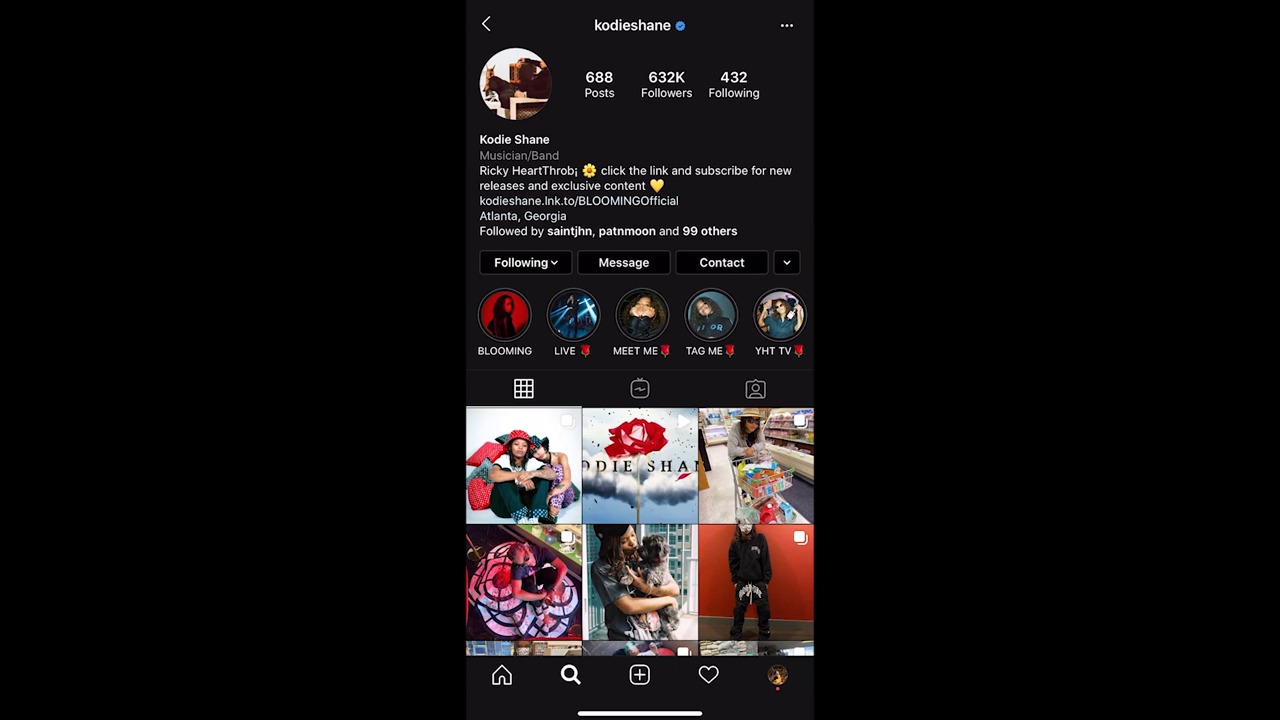 kodieshane
688 632K 432
Posts Followers Following
Kodie Shane
Musician/Band
Ricky HeartThrob¡ 🌼 click the link and subscribe for new
releases and exclusive content 💛
kodieshane.lnk.to/BLOOMINGOfficial
Atlanta, Georgia
Followed by saintjhn, patnmoon and 99 others
Following Message Contact
BLOOMING LIVE 🌹 MEET ME🌹 TAG ME🌹 YHT TV🌹
ODIE SHAN